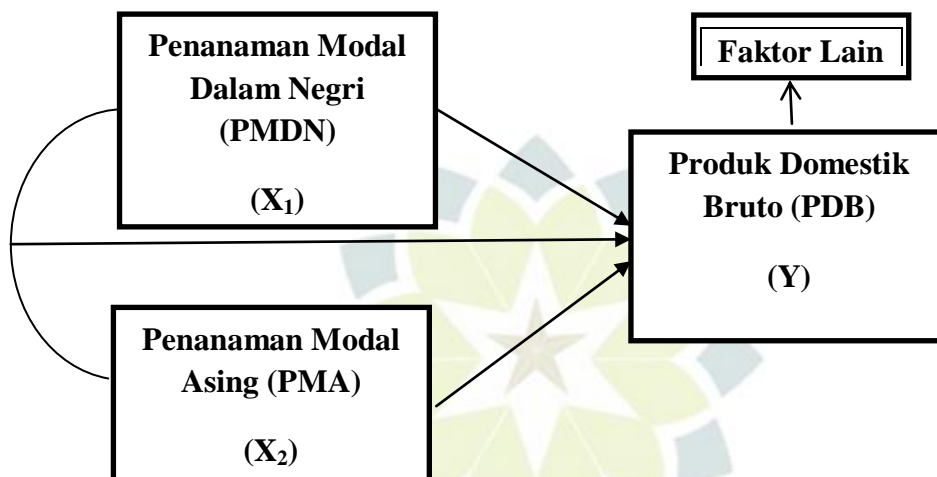 Penanaman Modal
Dalam Negri
(PMDN)
(X₁)
Faktor Lain
Produk Domestik
Bruto (PDB)
(Y)
Penanaman Modal
Asing (PMA)
(X₂)